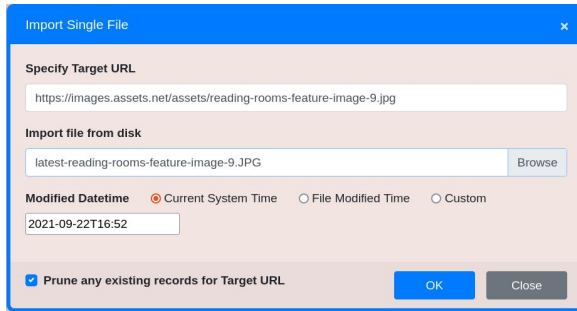 Import Single File ×
Specify Target URL
https://images.assets.net/assets/reading-rooms-feature-image-9.jpg
Import file from disk
latest-reading-rooms-feature-image-9.JPG Browse
Modified Datetime Current System Time File Modified Time Custom
2021-09-22T16:52
Prune any existing records for Target URL OK Close